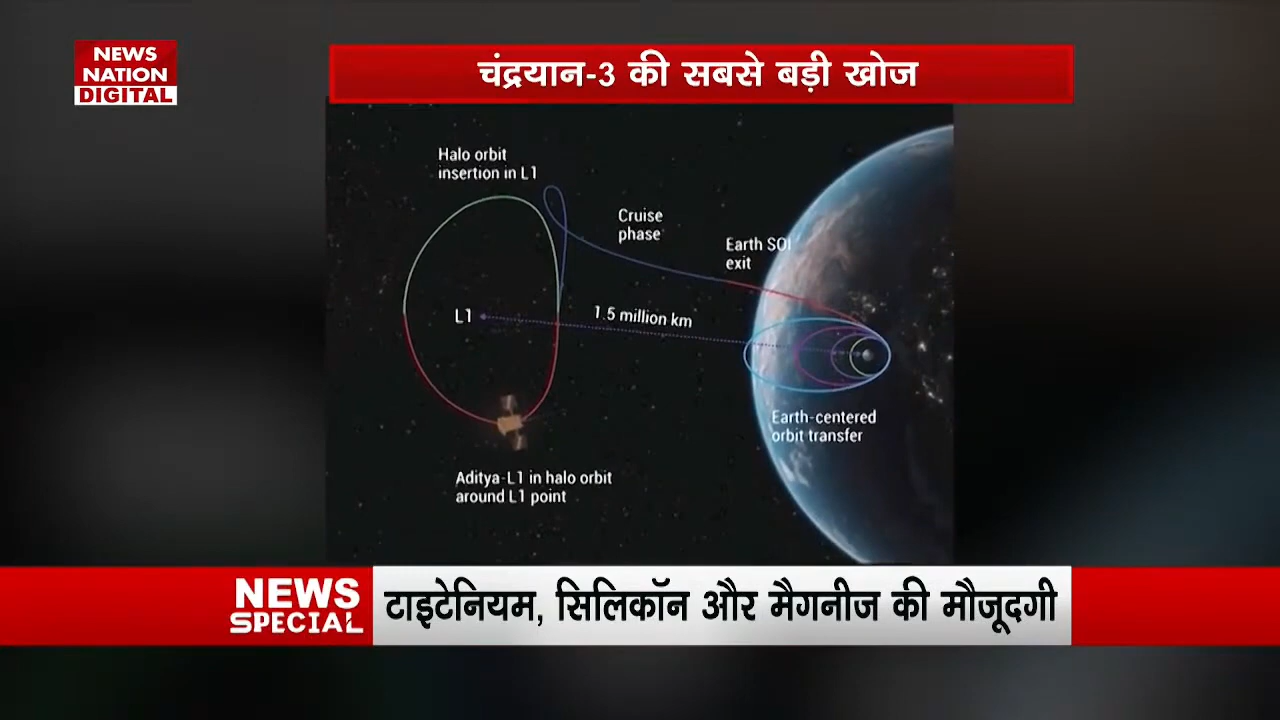 NEWS
NATION
DIGITAL
चंद्रयान-3 की सबसे बड़ी खोज
Halo orbit
insertion in L1
Cruise
phase
Earth SOI
exit
L1
1.5 million km
Earth-centered
orbit transfer
Aditya-L1 in halo orbit
around L1 point
NEWS
SPECIAL
टाइटेनियम, सिलिकॉन और मैगनीज की मौजूदगी